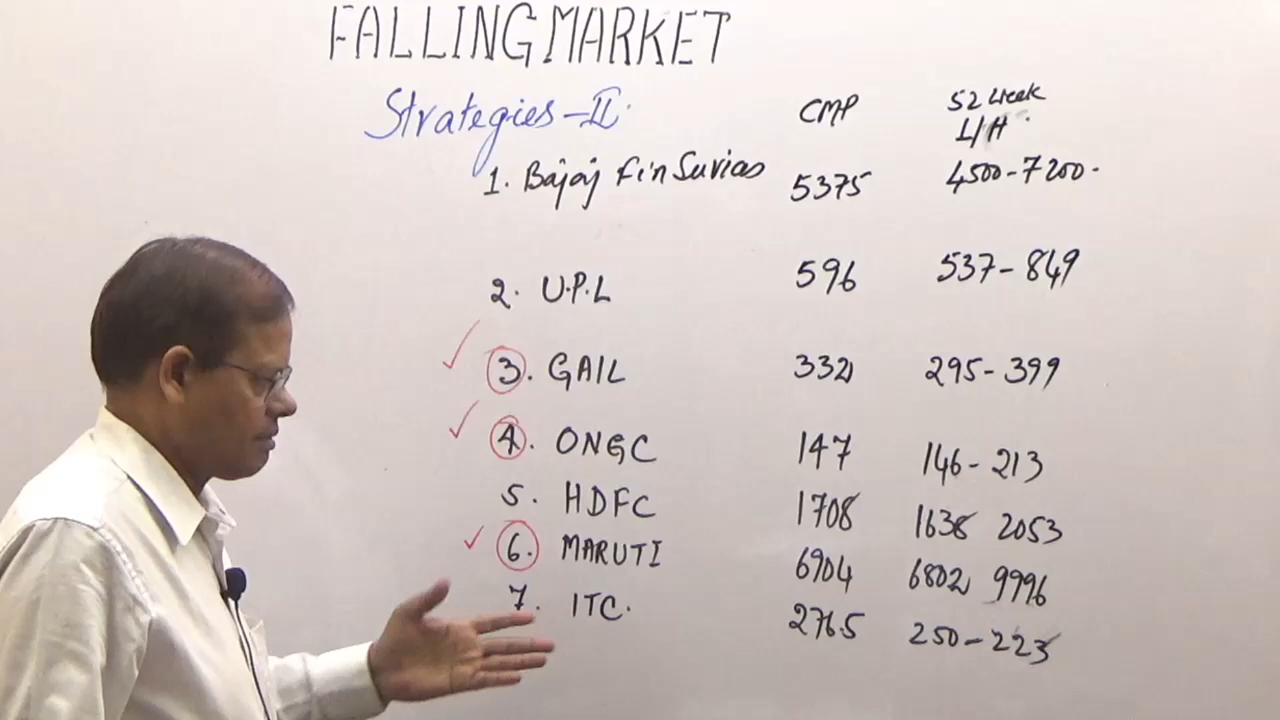 FALLING MARKET
Strategies-II.
CMP
52 Week
L/H
1. Bajaj Fin Survias 5375 4500-7200.
2. U.P.L 596 537-849
3. GAIL 332 295-399
4. ONGC 147 146-213
5. HDFC 1708 1638 2053
6. MARUTI 6904 6802 9996
7. ITC. 276.5 250-223